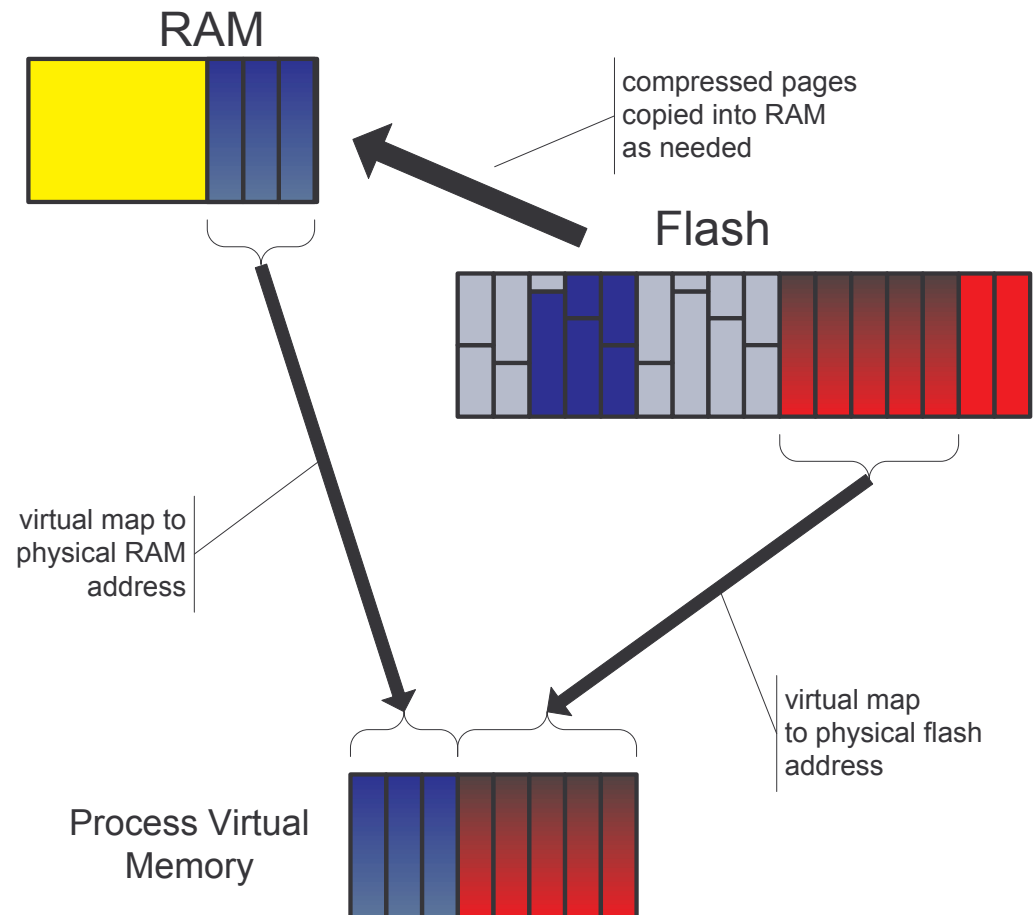 RAM
compressed pages
copied into RAM
as needed
Flash
virtual map to
physical RAM
address
virtual map
to physical flash
address
Process Virtual
Memory